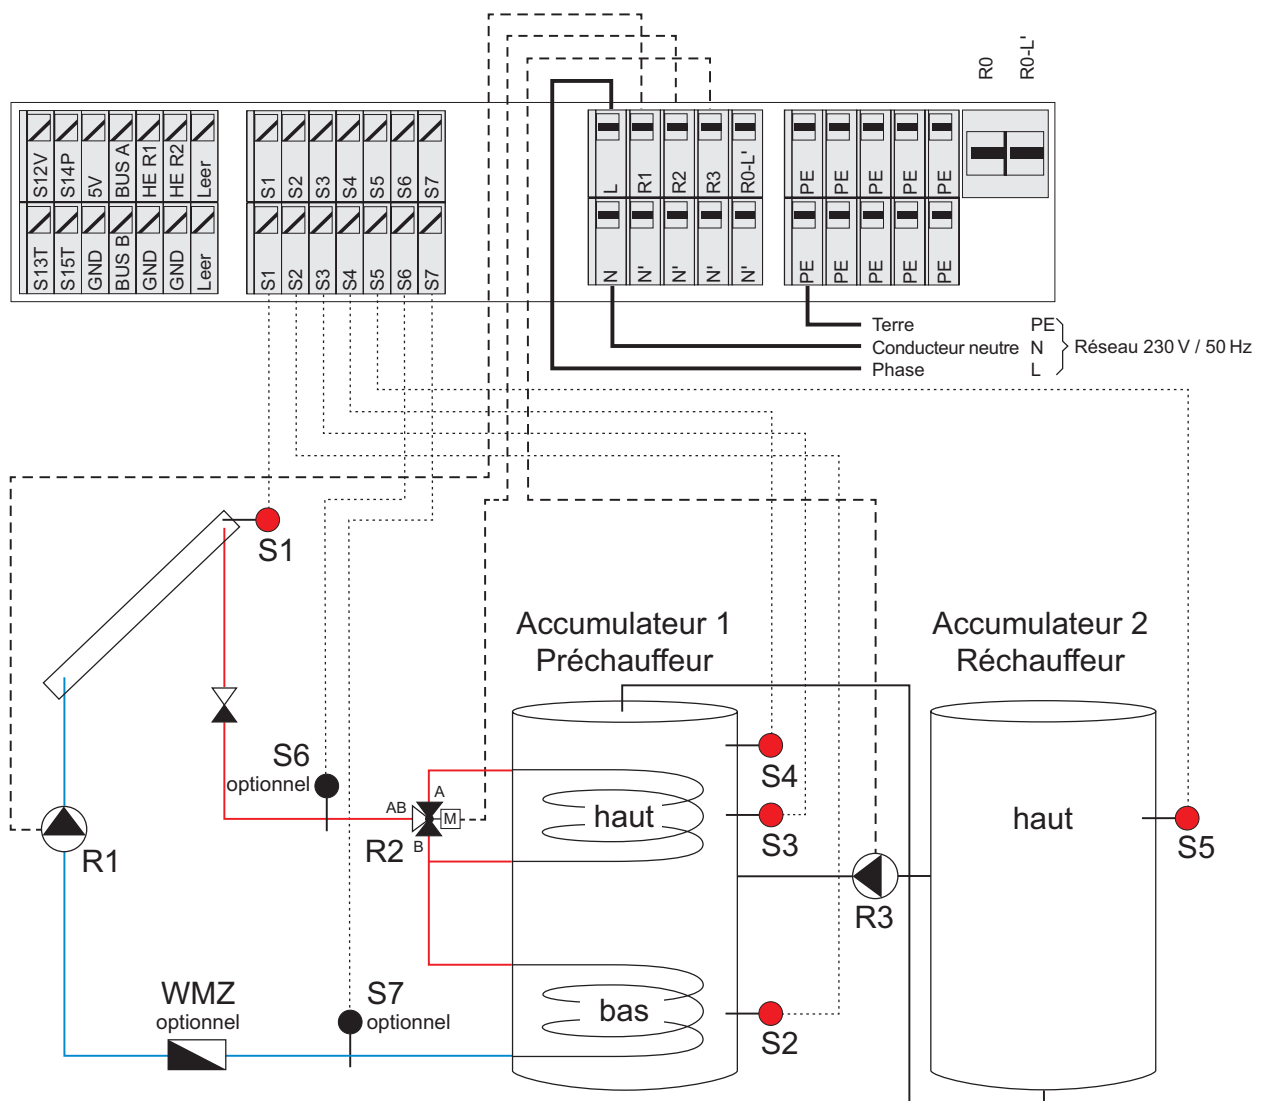 R0
R0-L'
S12V
S14P
5V
BUS A
HE R1
HE R2
Leer
S1
S2
S3
S4
S5
S6
S7
L
R1
R2
R3
R0-L'
PE
PE
PE
PE
PE
S13T
S15T
GND
BUS B
GND
GND
Leer
S1
S2
S3
S4
S5
S6
S7
N
N'
N'
N'
N'
PE
PE
PE
PE
PE
Terre PE
Conducteur neutre N Réseau 230 V / 50 Hz
Phase L
S1
Accumulateur 1
Préchauffeur
Accumulateur 2
Réchauffeur
S6
optionnel
S4
A
AB
M
B
R2
haut
S3
haut
S5
R1
R3
WMZ
optionnel
S7
optionnel
bas
S2